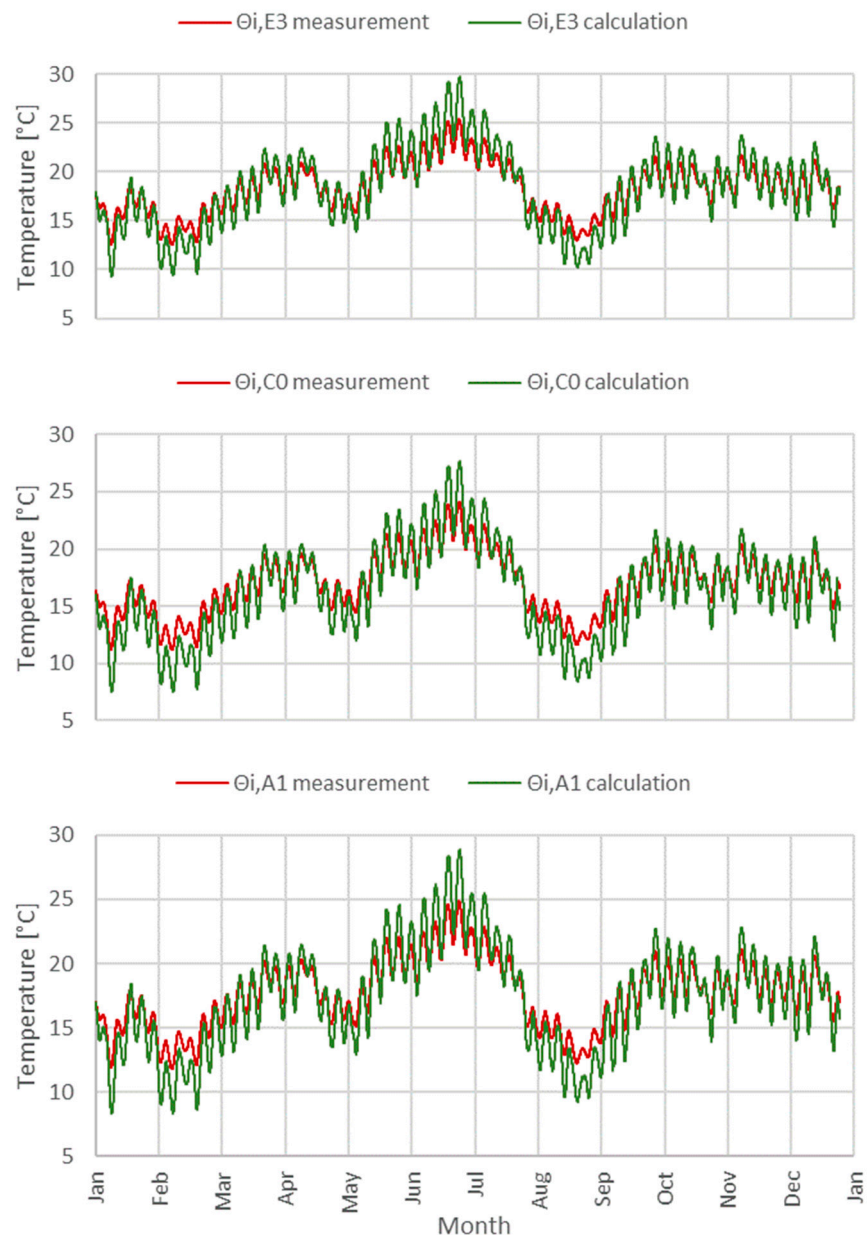 Θi,E3 measurement Θi,E3 calculation
30
25
20
15
10
5
Temperature [°C]
Θi,C0 measurement Θi,C0 calculation
30
25
20
15
10
5
Temperature [°C]
Θi,A1 measurement Θi,A1 calculation
30
25
20
15
10
5
Temperature [°C]
Jan Feb Mar Apr May Jun Jul Aug Sep Oct Nov Dec Jan
Month